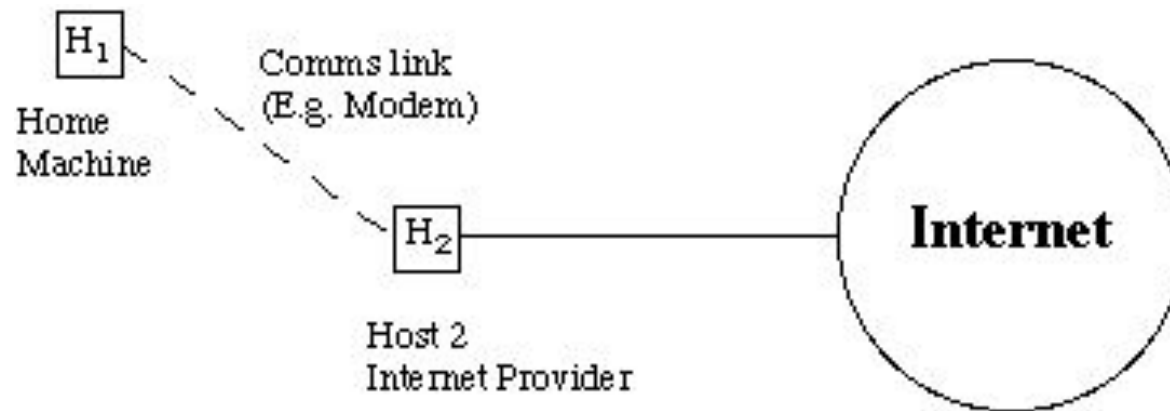 H1
Comms link
(E.g. Modem)
Home
Machine
H2
Internet
Host 2
Internet Provider